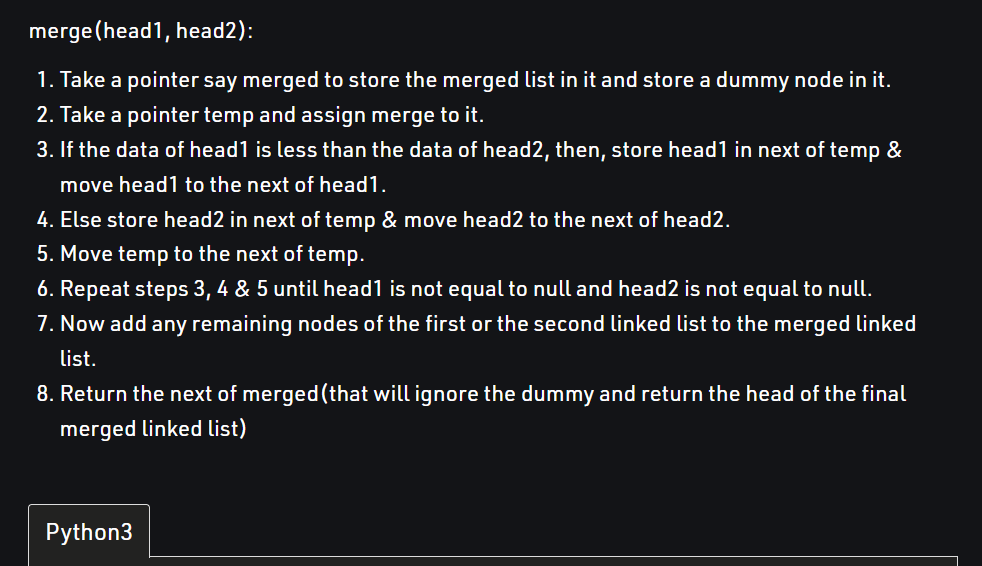 merge(head1, head2):
1. Take a pointer say merged to store the merged list in it and store a dummy node in it.
2. Take a pointer temp and assign merge to it.
3. If the data of head1 is less than the data of head2, then, store head1 in next of temp &
move head1 to the next of head1.
4. Else store head2 in next of temp & move head2 to the next of head2.
5. Move temp to the next of temp.
6. Repeat steps 3, 4 & 5 until head1 is not equal to null and head2 is not equal to null.
7. Now add any remaining nodes of the first or the second linked list to the merged linked
list.
8. Return the next of merged(that will ignore the dummy and return the head of the final
merged linked list)
Python3